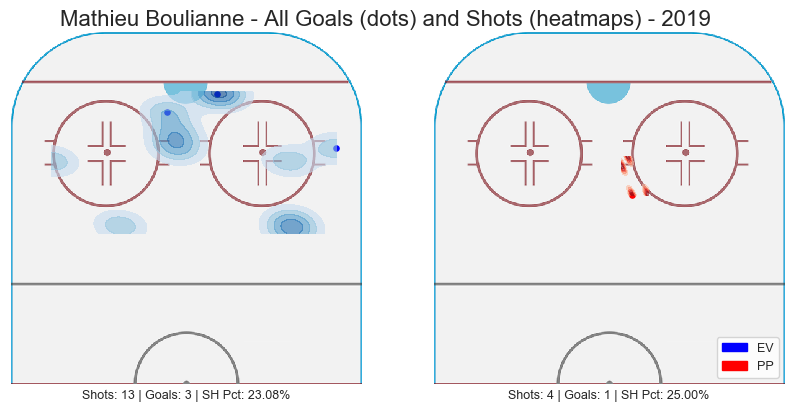 Mathieu Boulianne - All Goals (dots) and Shots (heatmaps) - 2019
EV
PP
Shots: 13 | Goals: 3 | SH Pct: 23.08%
Shots: 4 | Goals: 1 | SH Pct: 25.00%